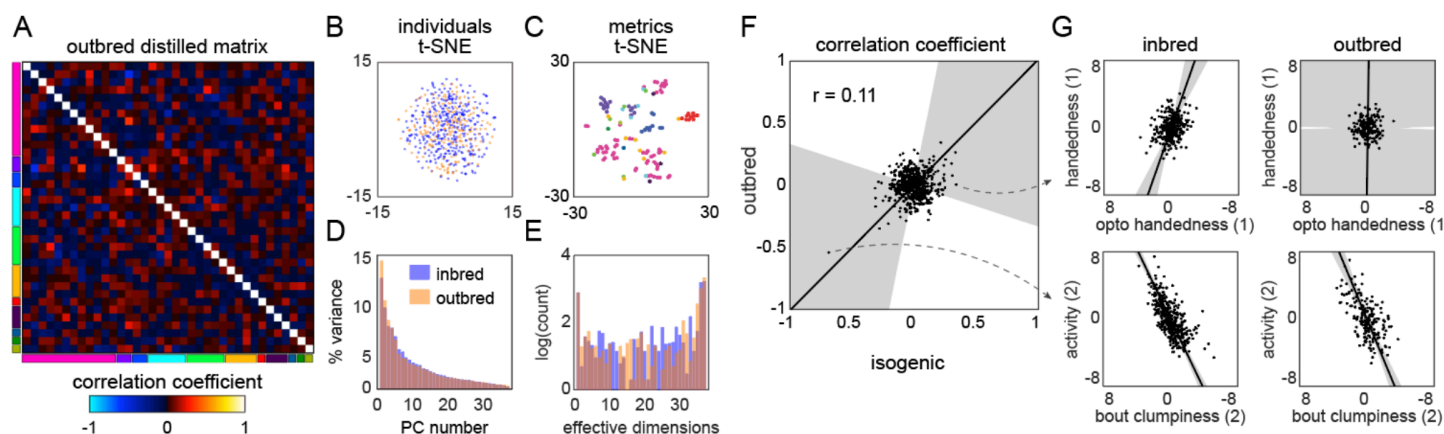 A
outbred distilled matrix
correlation coefficient
-1 0 1
B
individuals
t-SNE
15
-15
-15 15
C
metrics
t-SNE
30
-30
-30 30
D
% variance
15
10
5
0
inbred
outbred
0 10 20 30
PC number
E
log(count)
4
2
0
0 10 20 30
effective dimensions
F
correlation coefficient
r = 0.11
outbred
1
0.5
0
-0.5
-1
-1 0.5 0 0.5 1
isogenic
G
inbred
handedness (1)
8
0
-8
8 0 -8
opto handedness (1)
outbred
handedness (1)
8
0
-8
8 0 -8
opto handedness (1
activity (2)
8
0
-8
8 0 -8
bout clumpiness (2)
activity (2)
8
0
-8
8 0 -8
bout clumpiness (2)